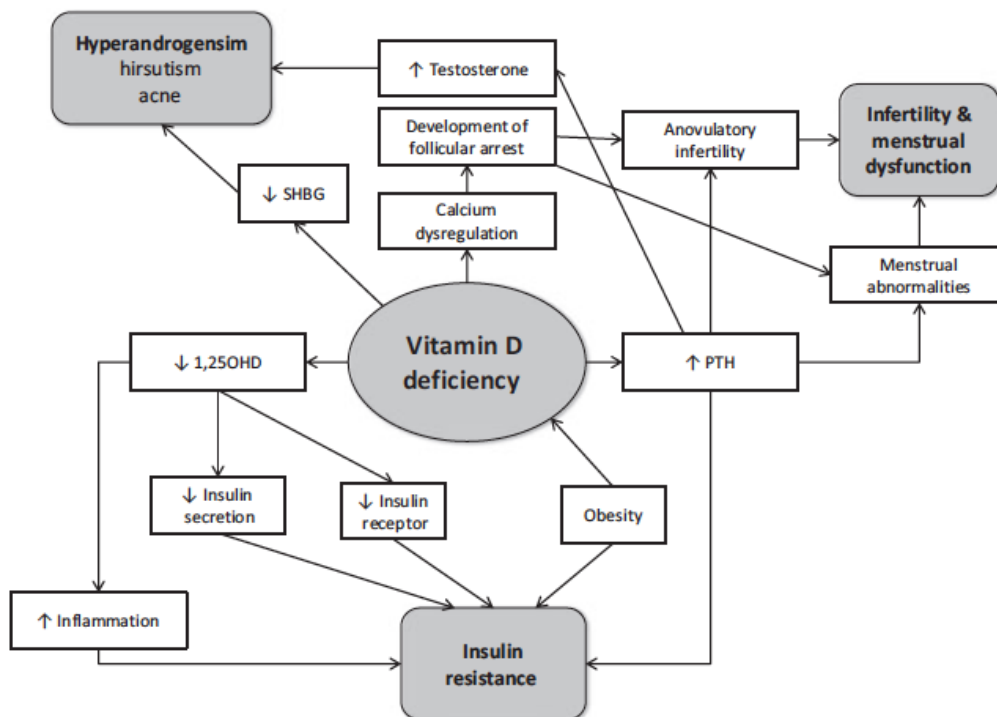 Hyperandrogensim
hirsutism
acne
↑ Testosterone
Development of
follicular arrest
Anovulatory
infertility
Infertility &
menstrual
dysfunction
↓ SHBG
Calcium
dysregulation
Menstrual
abnormalities
Vitamin D
deficiency
↓ 1,25OHD
↑ PTH
↓ Insulin
secretion
↓ Insulin
receptor
Obesity
↑ Inflammation
Insulin
resistance